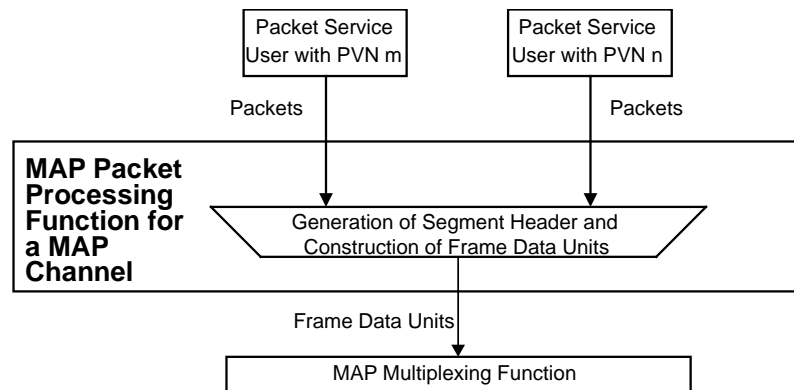 Packet Service
User with PVN m
Packet Service
User with PVN n
Packets
Packets
MAP Packet
Processing
Function for
a MAP
Channel
Generation of Segment Header and
Construction of Frame Data Units
Frame Data Units
MAP Multiplexing Function